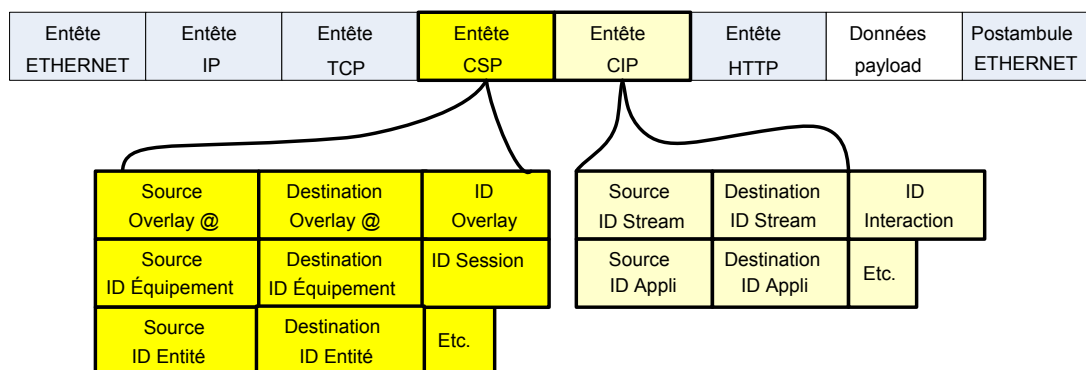 Entête
ETHERNET
Entête
IP
Entête
TCP
Entête
CSP
Entête
CIP
Entête
HTTP
Données
payload
Postambule
ETHERNET
Source
Overlay @
Destination
Overlay @
ID
Overlay
Source
ID Équipement
Destination
ID Équipement
ID Session
Source
ID Entité
Destination
ID Entité
Etc.
Source
ID Stream
Destination
ID Stream
ID
Interaction
Source
ID Appli
Destination
ID Appli
Etc.